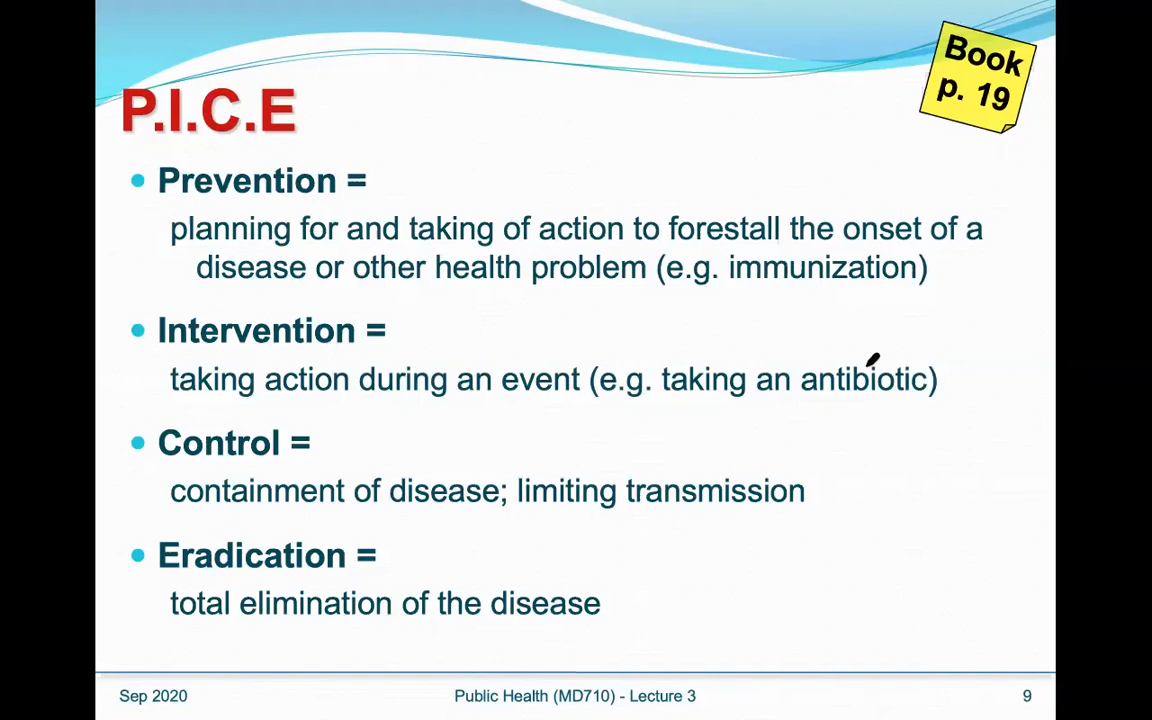 Book
p. 19
P.I.C.E
Prevention =
planning for and taking of action to forestall the onset of a
disease or other health problem (e.g. immunization)
Intervention =
taking action during an event (e.g. taking an antibiotic)
Control =
containment of disease; limiting transmission
Eradication =
total elimination of the disease
Sep 2020 Public Health (MD710) - Lecture 3 9